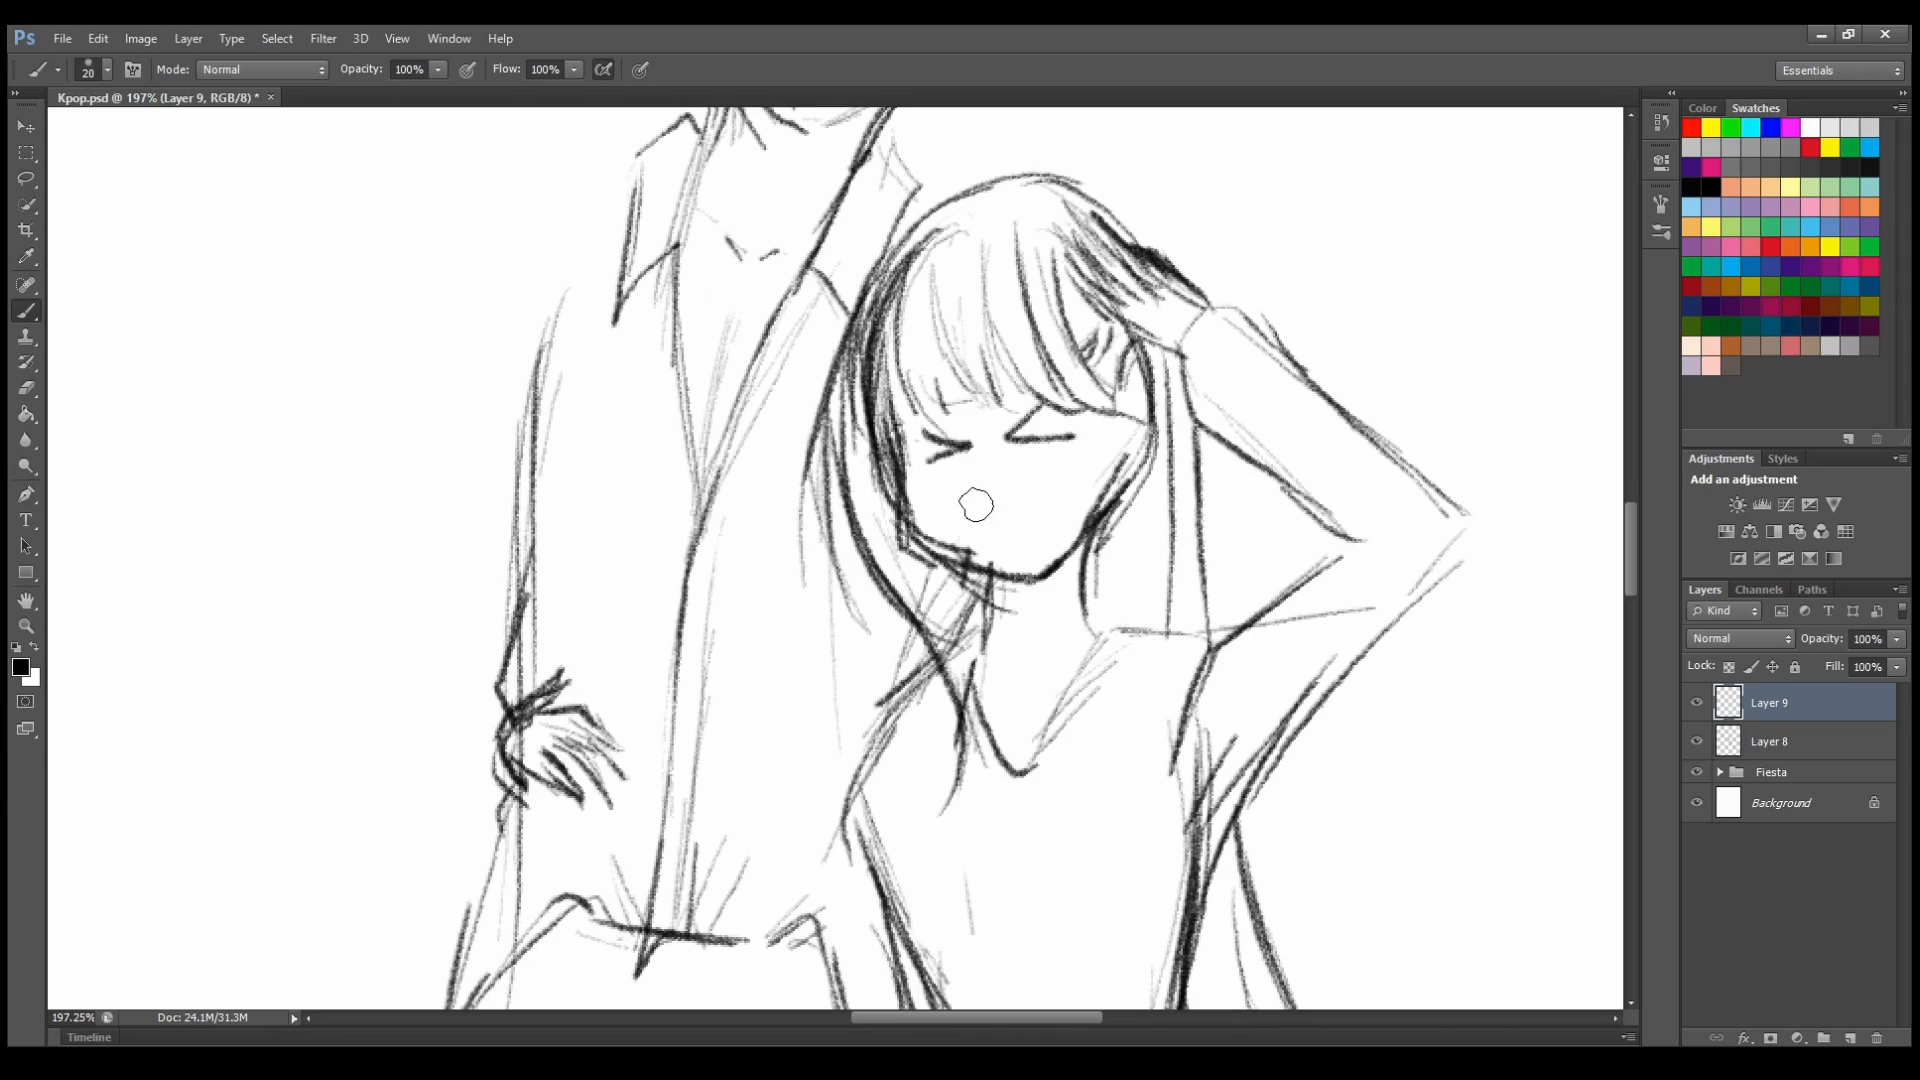 Ps File Edit Image Layer Type Select Filter 3D View Window Help
20 Mode: Normal Opacity: 100% Flow: 100% Essentials
Kpop.psd @ 197% (Layer 9, RGB/8) * ×
Color Swatches
Adjustments Styles
Add an adjustment
Layers Channels Paths
Kind
Normal Opacity: 100%
Lock: Fill: 100%
Layer 9
Layer 8
Fiesta
Background
fx
197.25% Doc: 24.1M/31.3M
Timeline